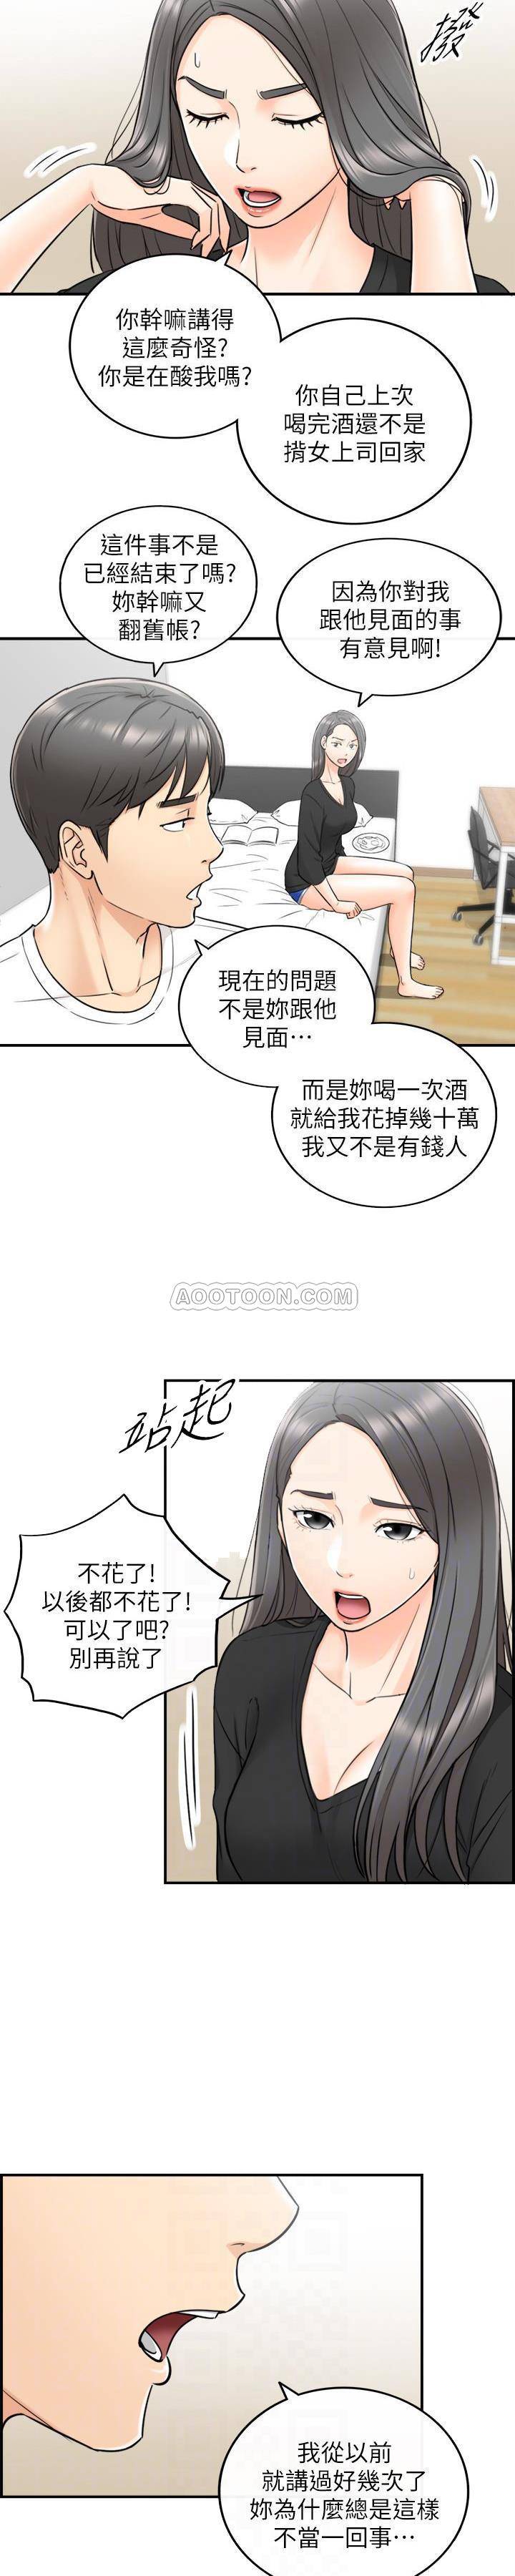 撥
你幹嘛講得
這麼奇怪?
你是在酸我嗎?
你自己上次
喝完酒還不是
揹女上司回家
這件事不是
已經結束了嗎?
妳幹嘛又
翻舊帳?
因為你對我
跟他見面的事
有意見啊!
現在的問題
不是妳跟他
見面…
而是妳喝一次酒
就給我花掉幾十萬
我又不是有錢人
AOOTOON.COM
站起
不花了!
以後都不花了!
可以了吧?
別再說了
我從以前
就講過好幾次了
妳為什麼總是這樣
不當一回事…